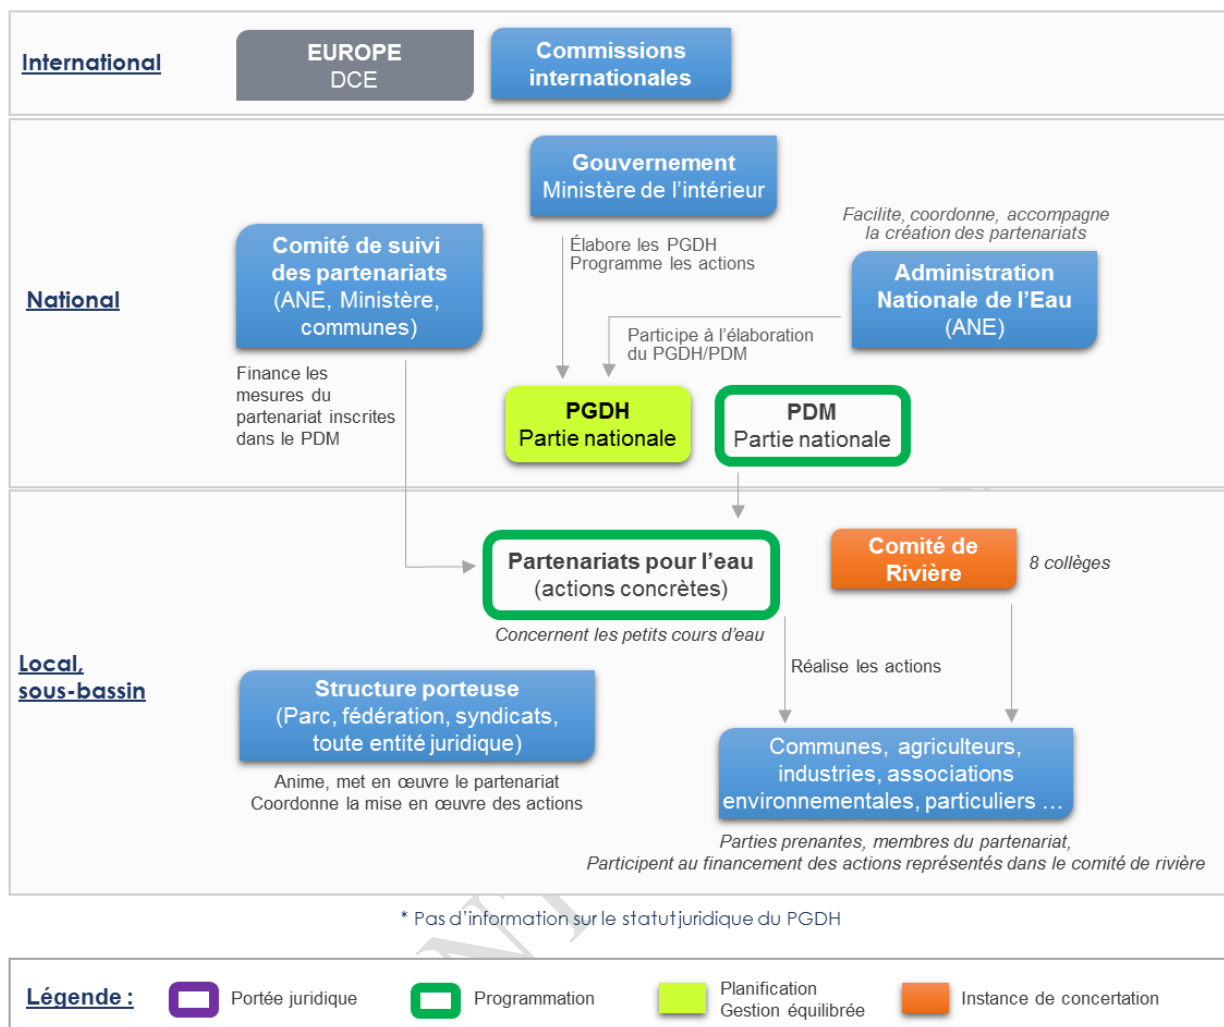 International
EUROPE
DCE
Commissions
internationales
National
Gouvernement
Ministère de l'intérieur
Élabore les PGDH
Programme les actions
Comité de suivi
des partenariats
(ANE, Ministère,
communes)
Finance les
mesures du
partenariat inscrites
dans le PDM
Facilite, coordonne, accompagne
la création des partenariats
Administration
Nationale de l'Eau
(ANE)
Participe à l'élaboration
du PGDH/PDM
PGDH
Partie nationale
PDM
Partie nationale
Local,
sous-bassin
Partenariats pour l'eau
(actions concrètes)
Concernent les petits cours d'eau
Comité de
Rivière
8 collèges
Réalise les actions
Structure porteuse
(Parc, fédération, syndicats,
toute entité juridique)
Anime, met en œuvre le partenariat
Coordonne la mise en œuvre des actions
Communes, agriculteurs,
industries, associations
environnementales, particuliers …
Parties prenantes, membres du partenariat,
Participent au financement des actions représentés dans le comité de rivière
* Pas d'information sur le statut juridique du PGDH
Légende :
Portée juridique
Programmation
Planification
Gestion équilibrée
Instance de concertation